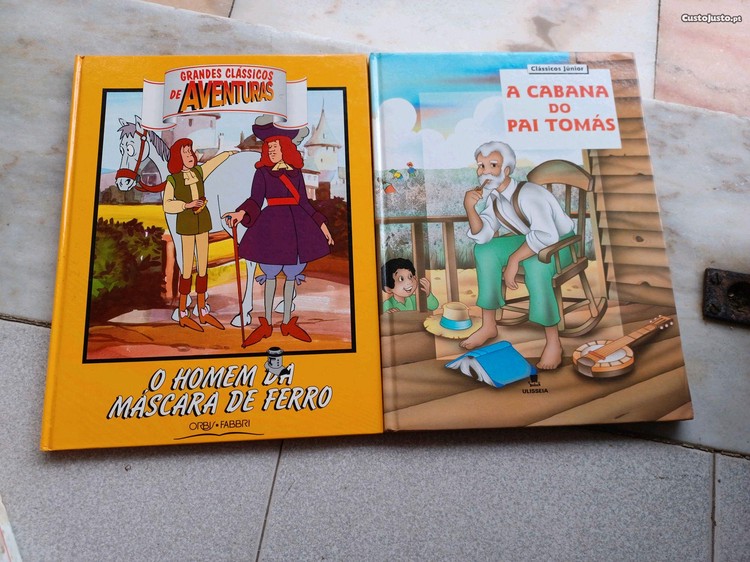 CustoJusto.pt
GRANDES CLÁSSICOS
DE AVENTURAS
O HOMEM DA
MÁSCARA DE FERRO
ORBIS • FABBRI
Clássicos Júnior
A CABANA
DO
PAI TOMÁS
ULISSEIA